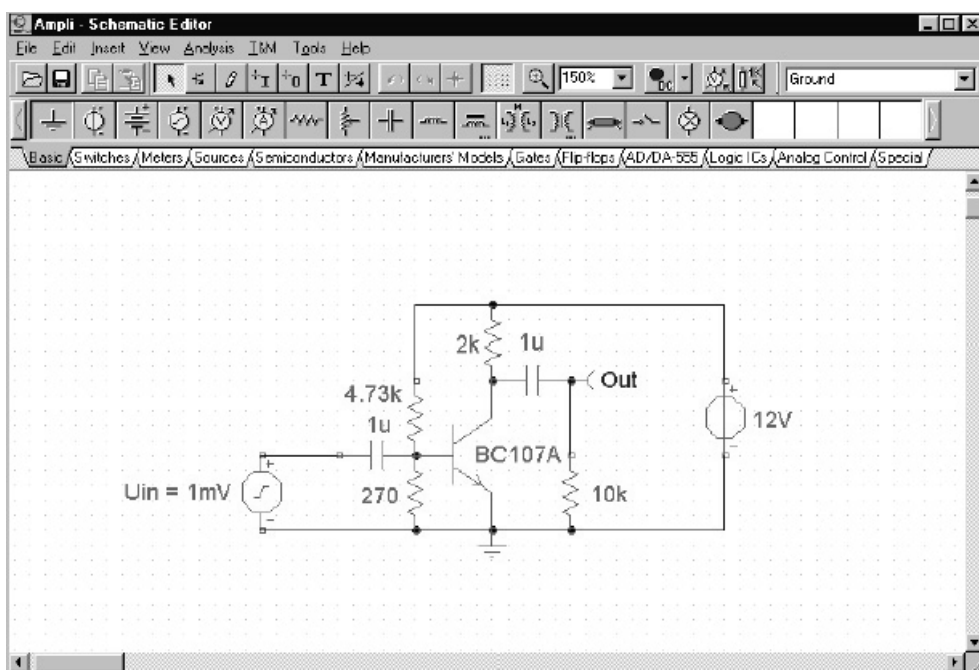 Ampli - Schematic Editor
File Edit Insert View Analysis T&M Tools Help
T 150% DC Ground
Basic Switches Meters Sources Semiconductors Manufacturers' Models Gates Flip-flops AD/DA-555 Logic ICs Analog Control Special
2k 1u
Out
4.73k
1u
12V
BC107A
Uin = 1mV
270
10k
+
-
+
-